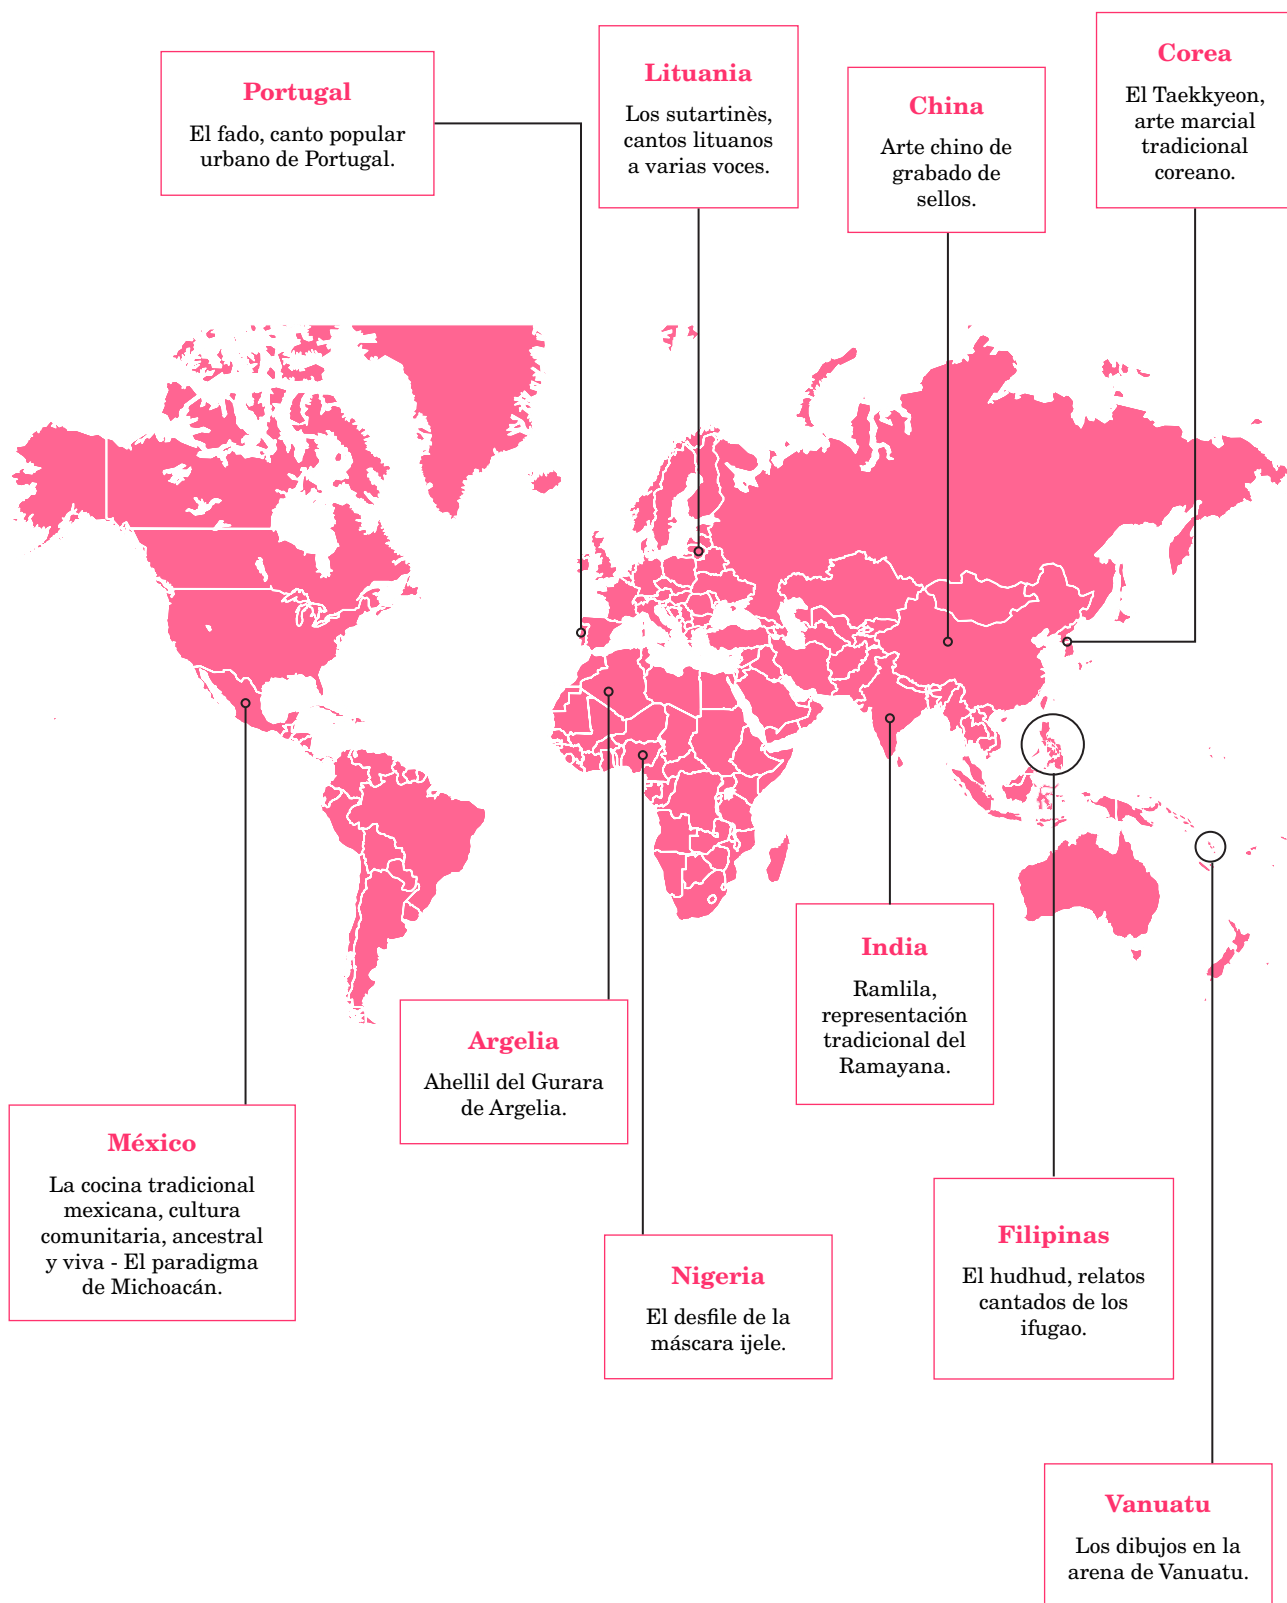 Portugal
El fado, canto popular
urbano de Portugal.
Lituania
Los sutartinès,
cantos lituanos
a varias voces.
China
Arte chino de
grabado de
sellos.
Corea
El Taekkyeon,
arte marcial
tradicional
coreano.
India
Ramlila,
representación
tradicional del
Ramayana.
Argelia
Ahellil del Gurara
de Argelia.
México
La cocina tradicional
mexicana, cultura
comunitaria, ancestral
y viva - El paradigma
de Michoacán.
Nigeria
El desfile de la
máscara ijele.
Filipinas
El hudhud, relatos
cantados de los
ifugao.
Vanuatu
Los dibujos en la
arena de Vanuatu.